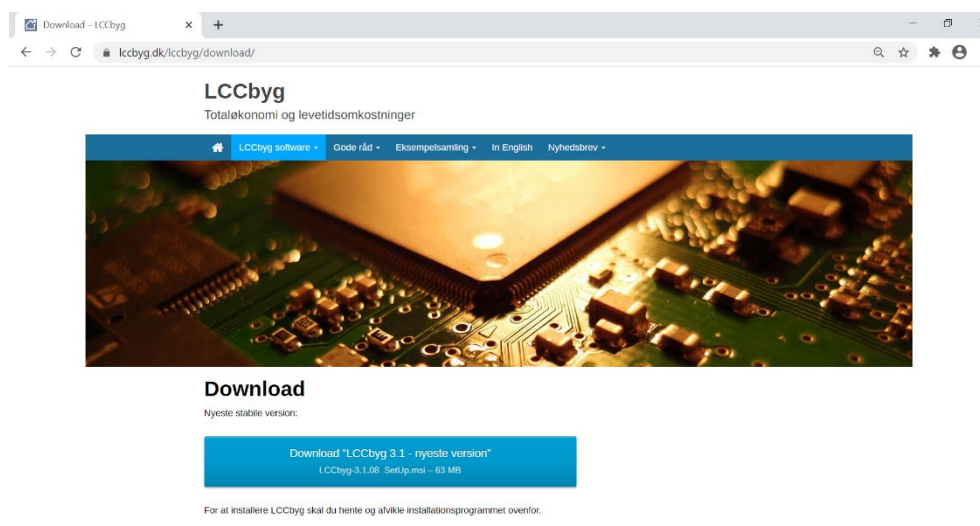 Download – LCCbyg
lccbyg.dk/lccbyg/download/
LCCbyg
Totaløkonomi og levetidsomkostninger
LCCbyg software Gode råd Eksempelsamling In English Nyhedsbrev
Download
Nyeste stabile version:
Download "LCCbyg 3.1 - nyeste version"
LCCbyg-3.1.08_SetUp.msi – 63 MB
For at installere LCCbyg skal du hente og afvikle installationsprogrammet ovenfor.